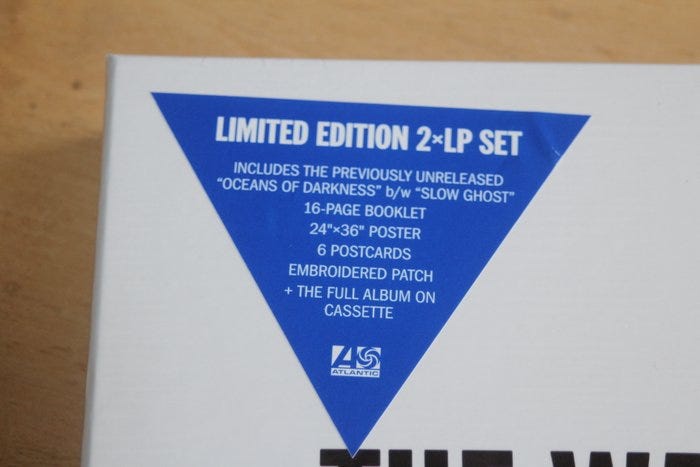 LIMITED EDITION 2×LP SET
INCLUDES THE PREVIOUSLY UNRELEASED
“OCEANS OF DARKNESS” b/w “SLOW GHOST”
16-PAGE BOOKLET
24"×36" POSTER
6 POSTCARDS
EMBROIDERED PATCH
+ THE FULL ALBUM ON
CASSETTE
ATLANTIC
THE